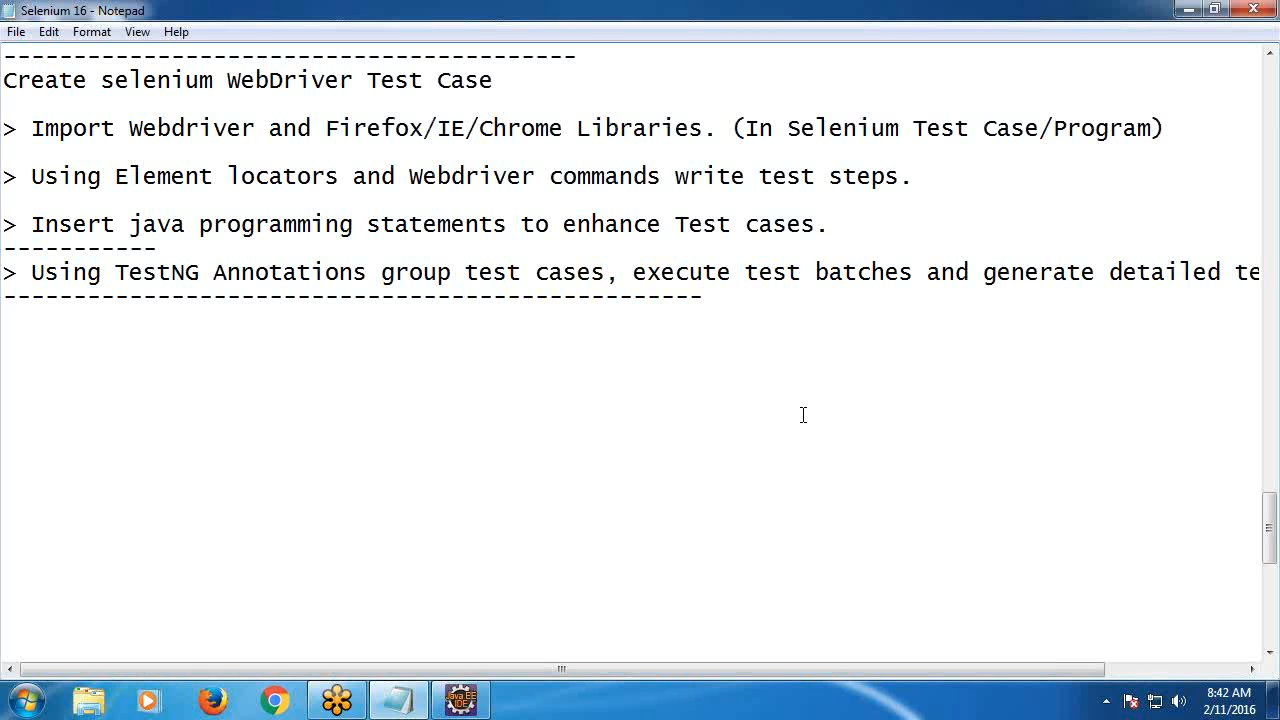 Selenium 16 - Notepad
File Edit Format View Help
-----------------------------------------
Create selenium WebDriver Test Case
> Import Webdriver and Firefox/IE/Chrome Libraries. (In Selenium Test Case/Program)
> Using Element locators and Webdriver commands write test steps.
> Insert java programming statements to enhance Test cases.
-----------
> Using TestNG Annotations group test cases, execute test batches and generate detailed te
--------------------------------------------------
Java EE
IDE
8:42 AM
2/11/2016